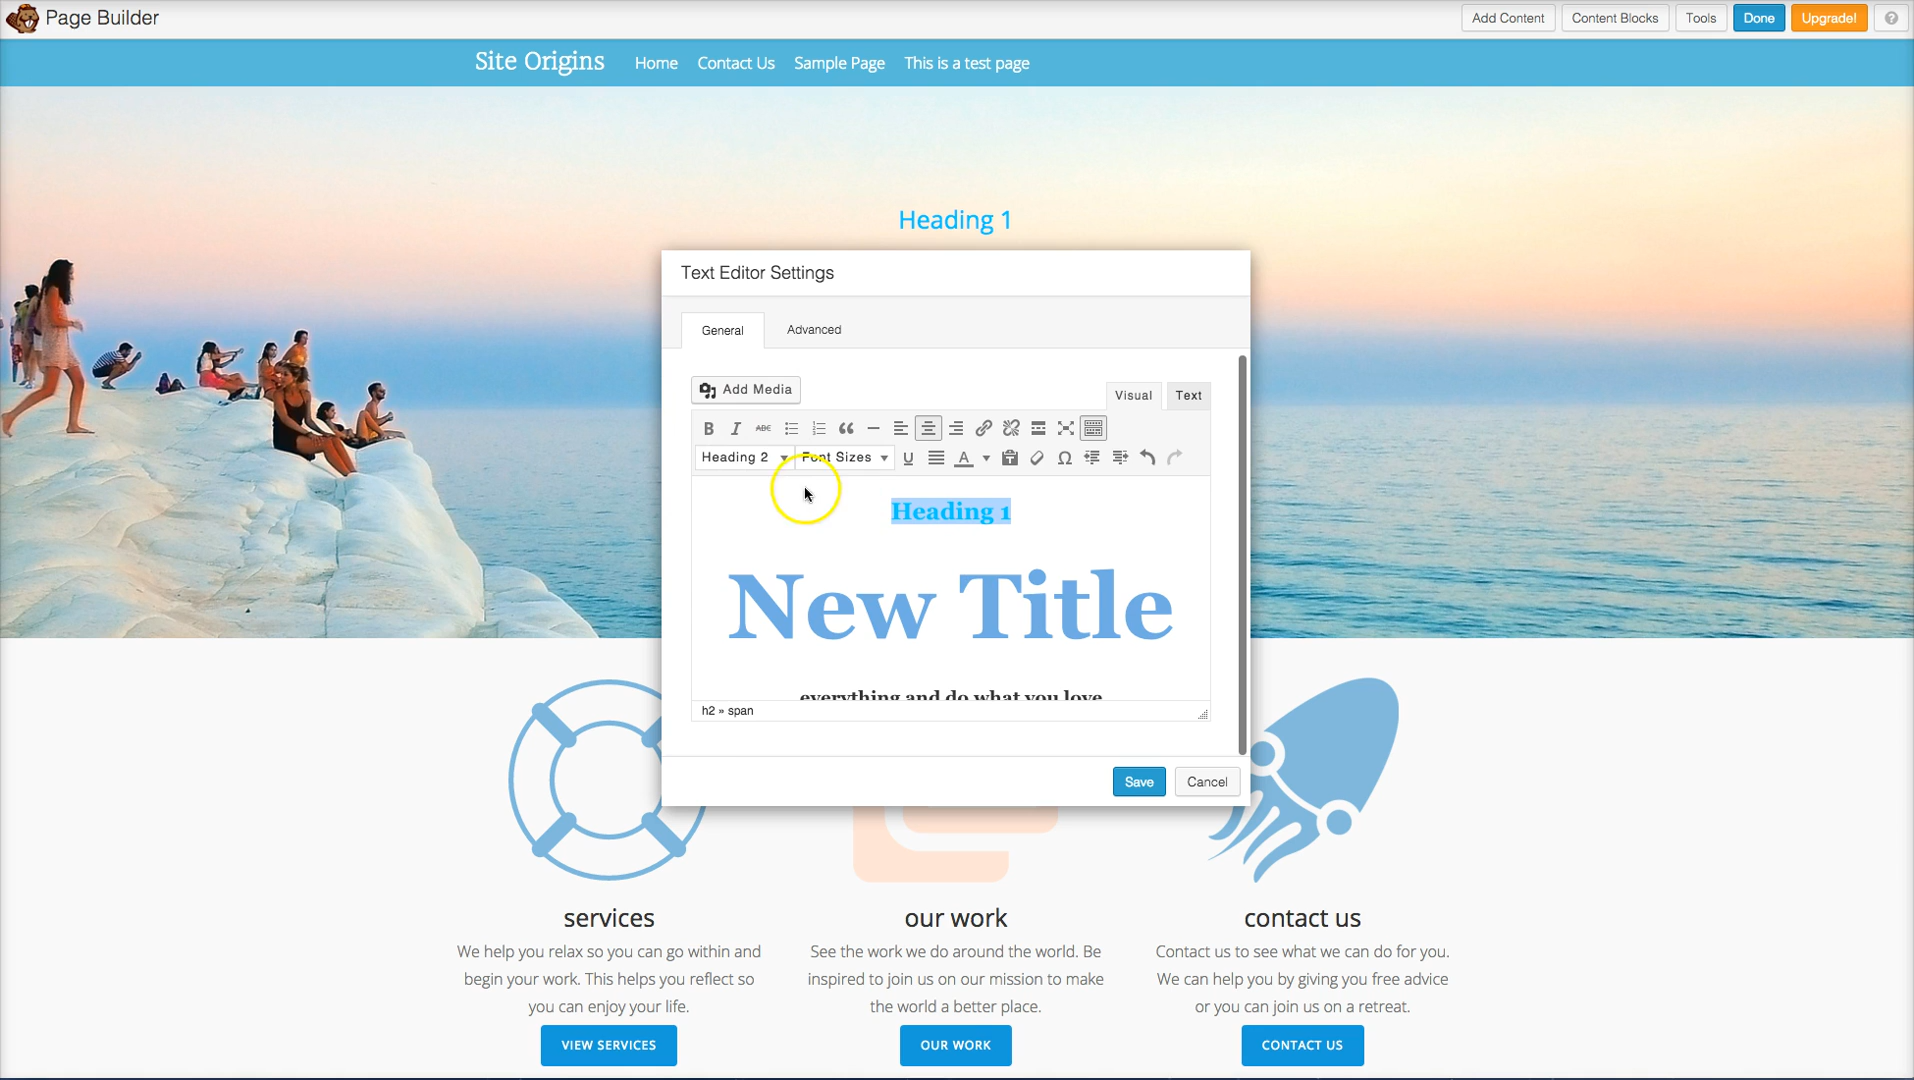 Page Builder
Add Content
Content Blocks
Tools
Done
Upgrade!
?
Site Origins
Home
Contact Us
Sample Page
This is a test page
Heading 1
Text Editor Settings
General
Advanced
Add Media
Visual
Text
B I ABC
Heading 2
Font Sizes
U A T Ω
Heading 1
New Title
everything and do what you love
h2 » span
Save
Cancel
services
We help you relax so you can go within and
begin your work. This helps you reflect so
you can enjoy your life.
VIEW SERVICES
our work
See the work we do around the world. Be
inspired to join us on our mission to make
the world a better place.
OUR WORK
contact us
Contact us to see what we can do for you.
We can help you by giving you free advice
or you can join us on a retreat.
CONTACT US